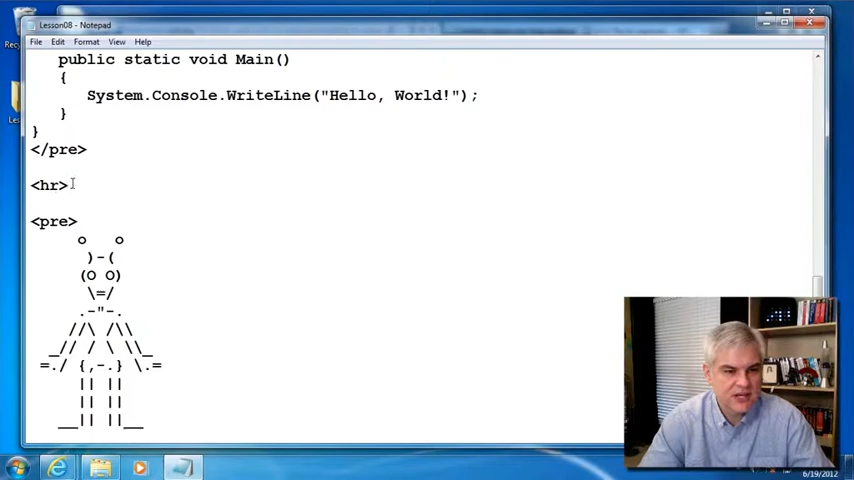 Lesson08 - Notepad
File Edit Format View Help
public static void Main()
{
System.Console.WriteLine("Hello, World!");
}
}
</pre>
<hr>
<pre>
     o   o
      )-(
     (O O)
      \=/
     .-"-.
    //\ /\\
  _// / \ \\_
 =./ {,-.} \.=
     || ||
     || ||
   __|| ||__
6/19/2012